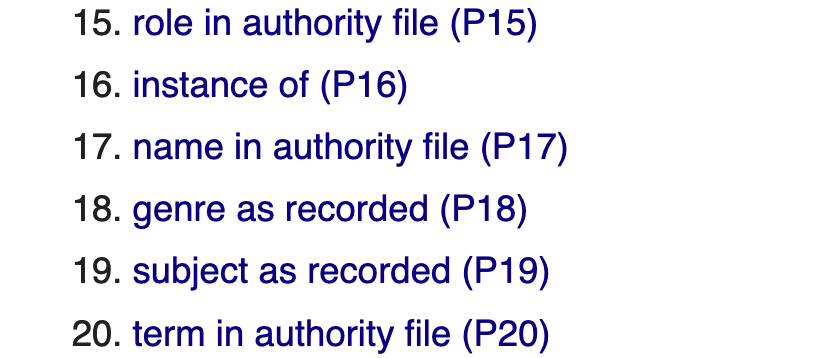 15. role in authority file (P15)
16. instance of (P16)
17. name in authority file (P17)
18. genre as recorded (P18)
19. subject as recorded (P19)
20. term in authority file (P20)